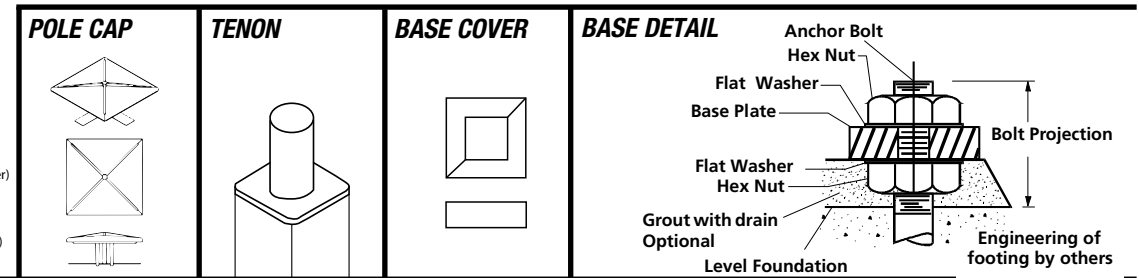 POLE CAP
TENON
BASE COVER
BASE DETAIL
Anchor Bolt
Hex Nut
Flat Washer
Base Plate
Bolt Projection
Flat Washer
Hex Nut
Grout with drain
Optional
Level Foundation
Engineering of
footing by others